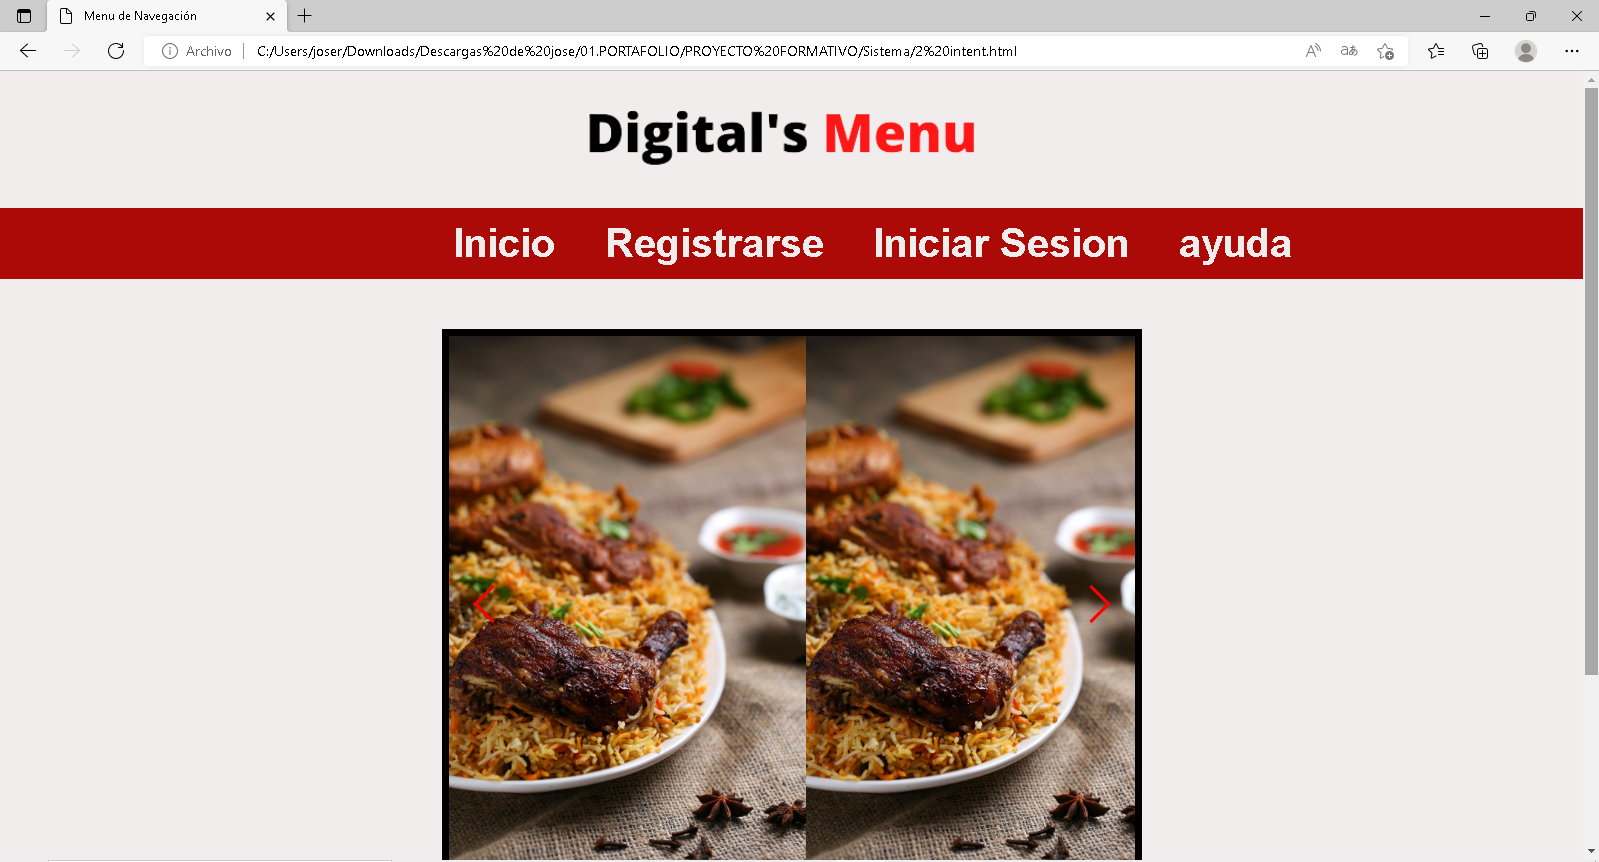 Menu de Navegación
Archivo
C:/Users/joser/Downloads/Descargas%20de%20jose/01.PORTAFOLIO/PROYECTO%20FORMATIVO/Sistema/2%20intent.html
Digital's Menu
Inicio Registrarse Iniciar Sesion ayuda